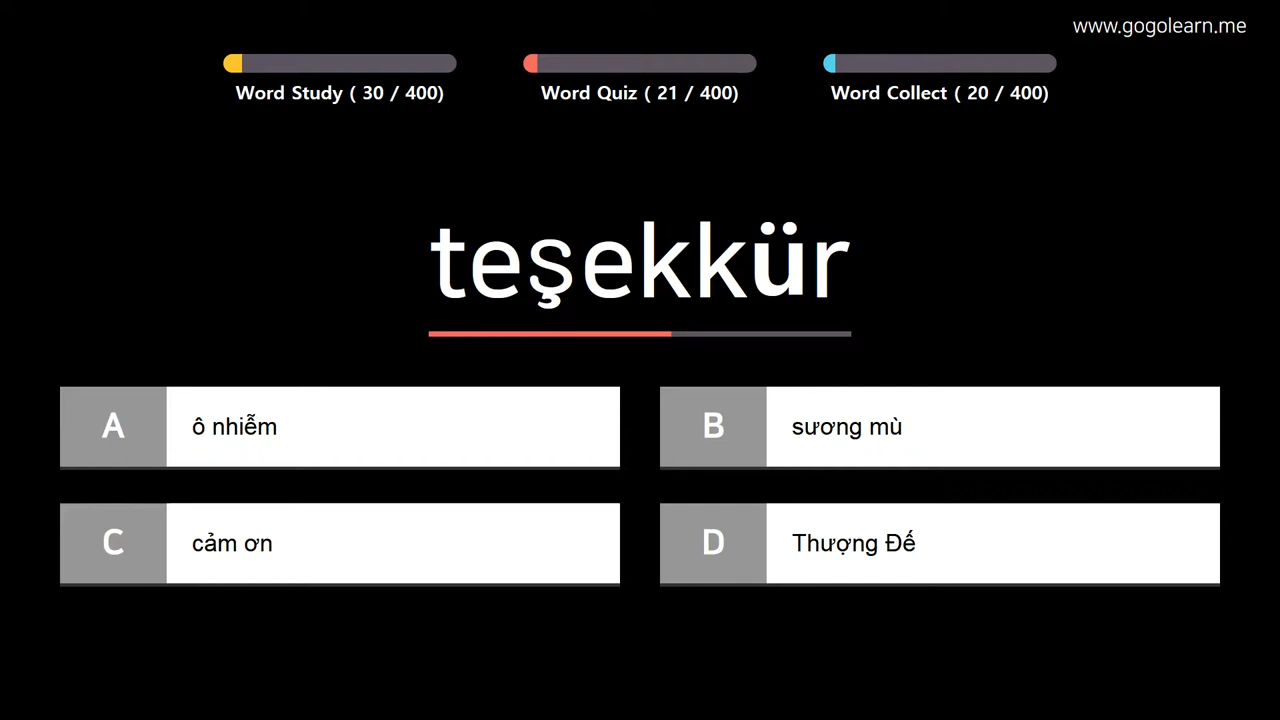 www.gogolearn.me
Word Study ( 30 / 400)
Word Quiz ( 21 / 400)
Word Collect ( 20 / 400)
teşekkür
A
ô nhiễm
B
sương mù
C
cảm ơn
D
Thượng Đế